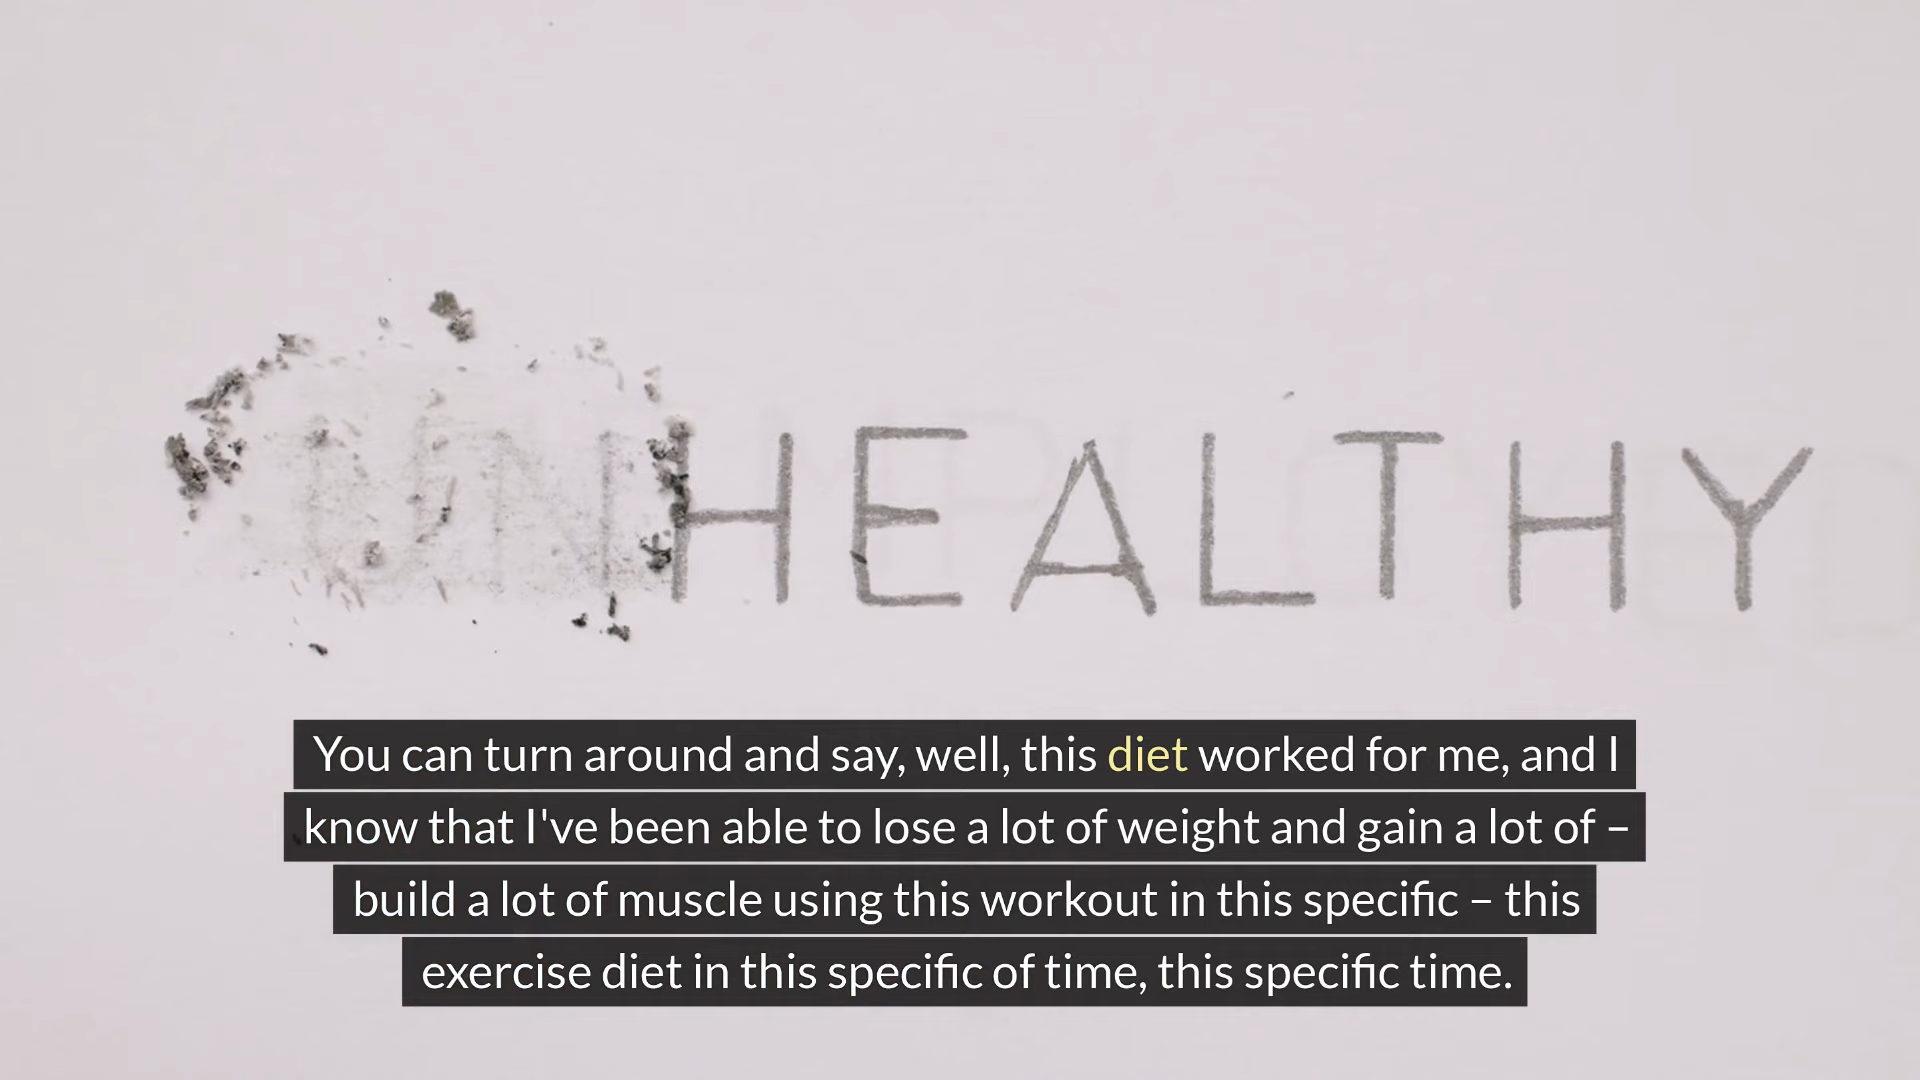 UNHEALTHY
You can turn around and say, well, this diet worked for me, and I
know that I've been able to lose a lot of weight and gain a lot of –
build a lot of muscle using this workout in this specific – this
exercise diet in this specific of time, this specific time.